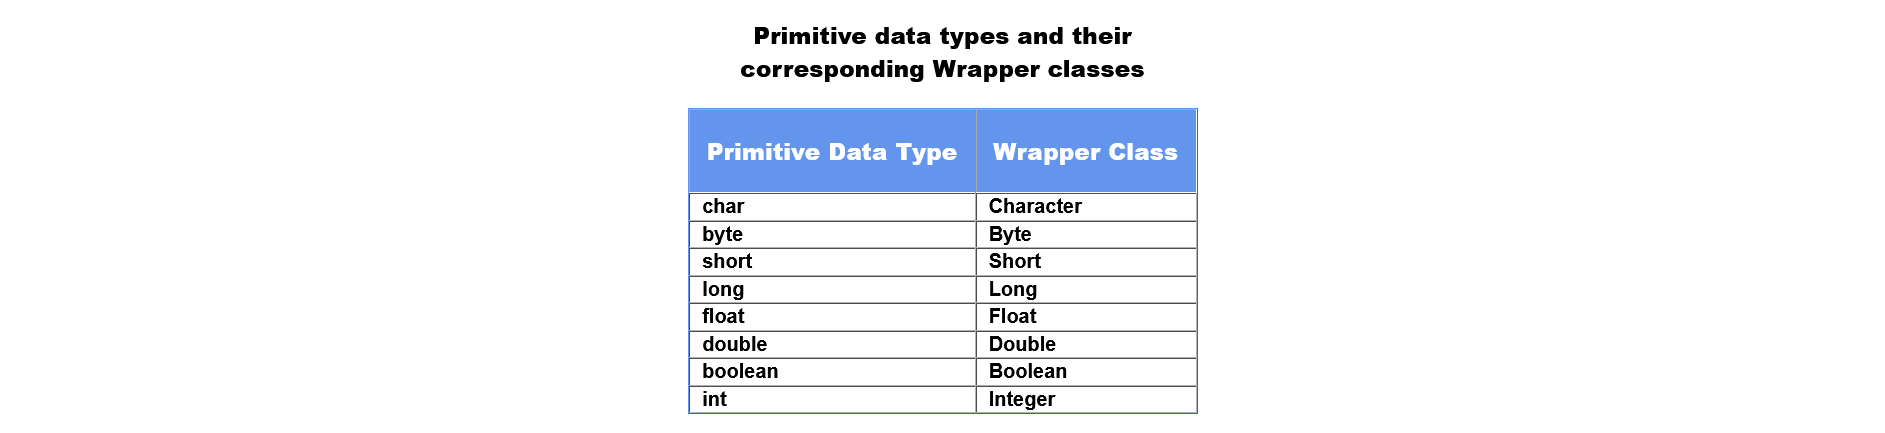 Primitive data types and their
corresponding Wrapper classes
Primitive Data Type Wrapper Class
char Character
byte Byte
short Short
long Long
float Float
double Double
boolean Boolean
int Integer